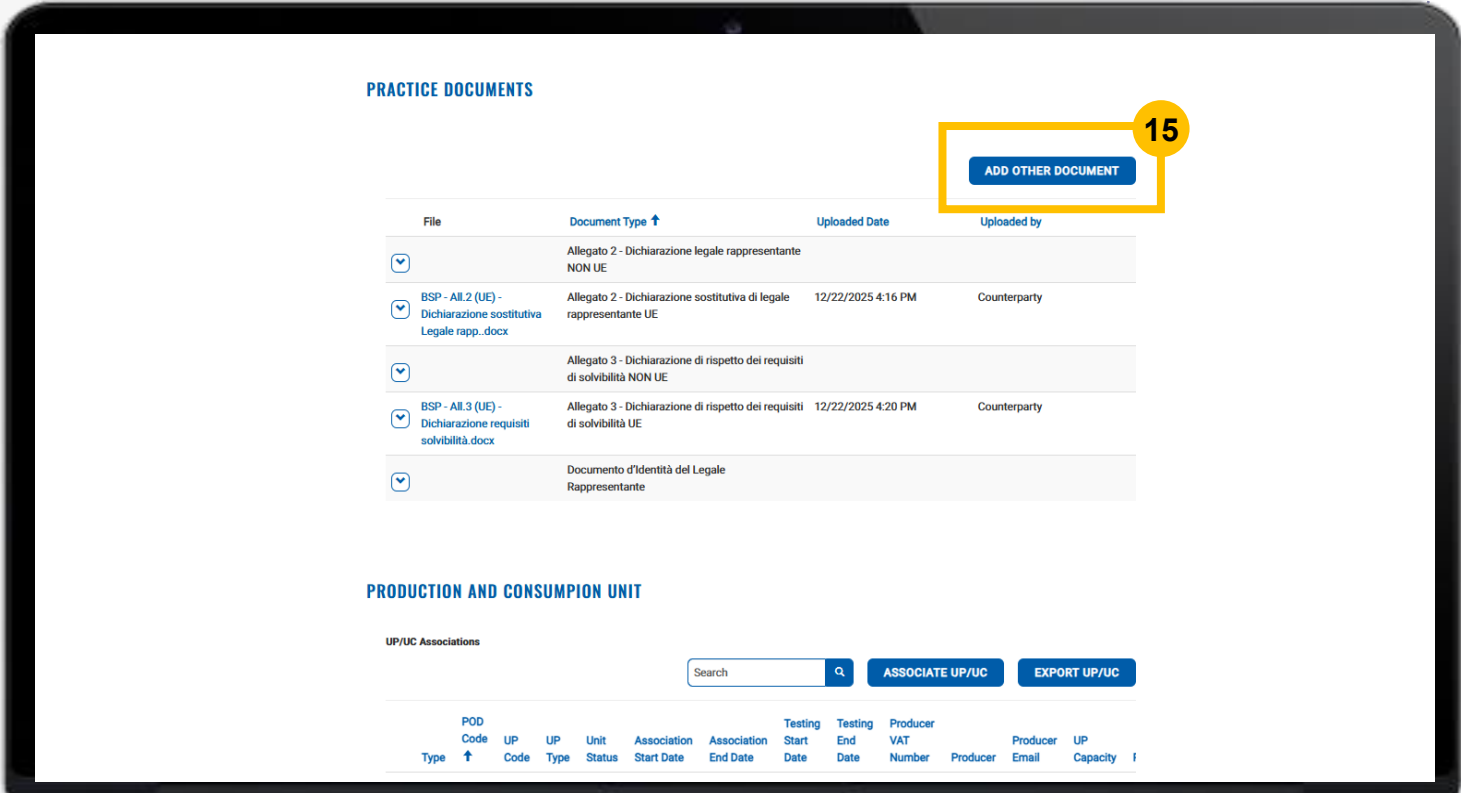 PRACTICE DOCUMENTS
15
ADD OTHER DOCUMENT
File Document Type ↑ Uploaded Date Uploaded by
Allegato 2 - Dichiarazione legale rappresentante
NON UE
BSP - All.2 (UE) - Allegato 2 - Dichiarazione sostitutiva di legale 12/22/2025 4:16 PM Counterparty
Dichiarazione sostitutiva rappresentante UE
Legale rapp..docx
Allegato 3 - Dichiarazione di rispetto dei requisiti
di solvibilità NON UE
BSP - All.3 (UE) - Allegato 3 - Dichiarazione di rispetto dei requisiti 12/22/2025 4:20 PM Counterparty
Dichiarazione requisiti di solvibilità UE
solvibilità.docx
Documento d'Identità del Legale
Rappresentante
PRODUCTION AND CONSUMPION UNIT
UP/UC Associations
Search ASSOCIATE UP/UC EXPORT UP/UC
POD Testing Testing Producer
Code UP UP Unit Association Association Start End VAT Producer UP
Type ↑ Code Type Status Start Date End Date Date Date Number Producer Email Capacity